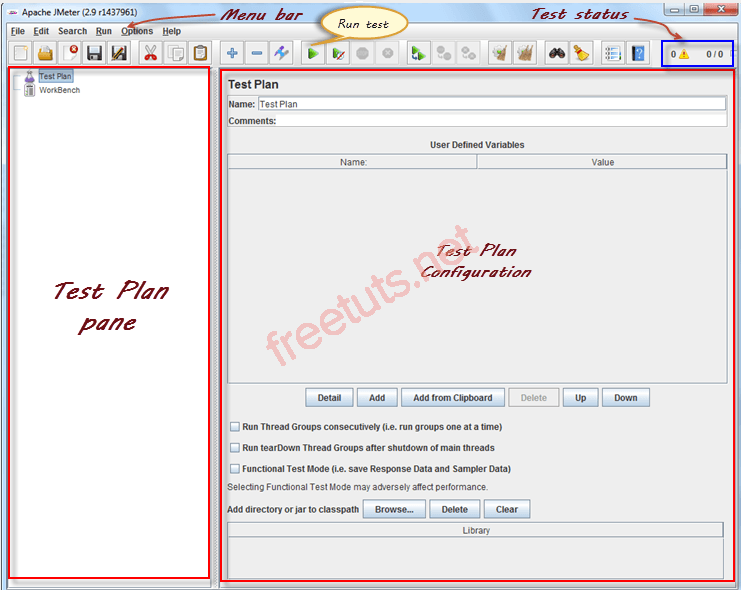 Apache JMeter (2.9 r1437961)
Menu bar
Run test
Test status
File Edit Search Run Options Help
0 0 / 0
Test Plan
WorkBench
Test Plan
pane
Test Plan
Name: Test Plan
Comments:
User Defined Variables
Name: Value
Test Plan
Configuration
freetuts.net
Detail Add Add from Clipboard Delete Up Down
Run Thread Groups consecutively (i.e. run groups one at a time)
Run tearDown Thread Groups after shutdown of main threads
Functional Test Mode (i.e. save Response Data and Sampler Data)
Selecting Functional Test Mode may adversely affect performance.
Add directory or jar to classpath Browse... Delete Clear
Library